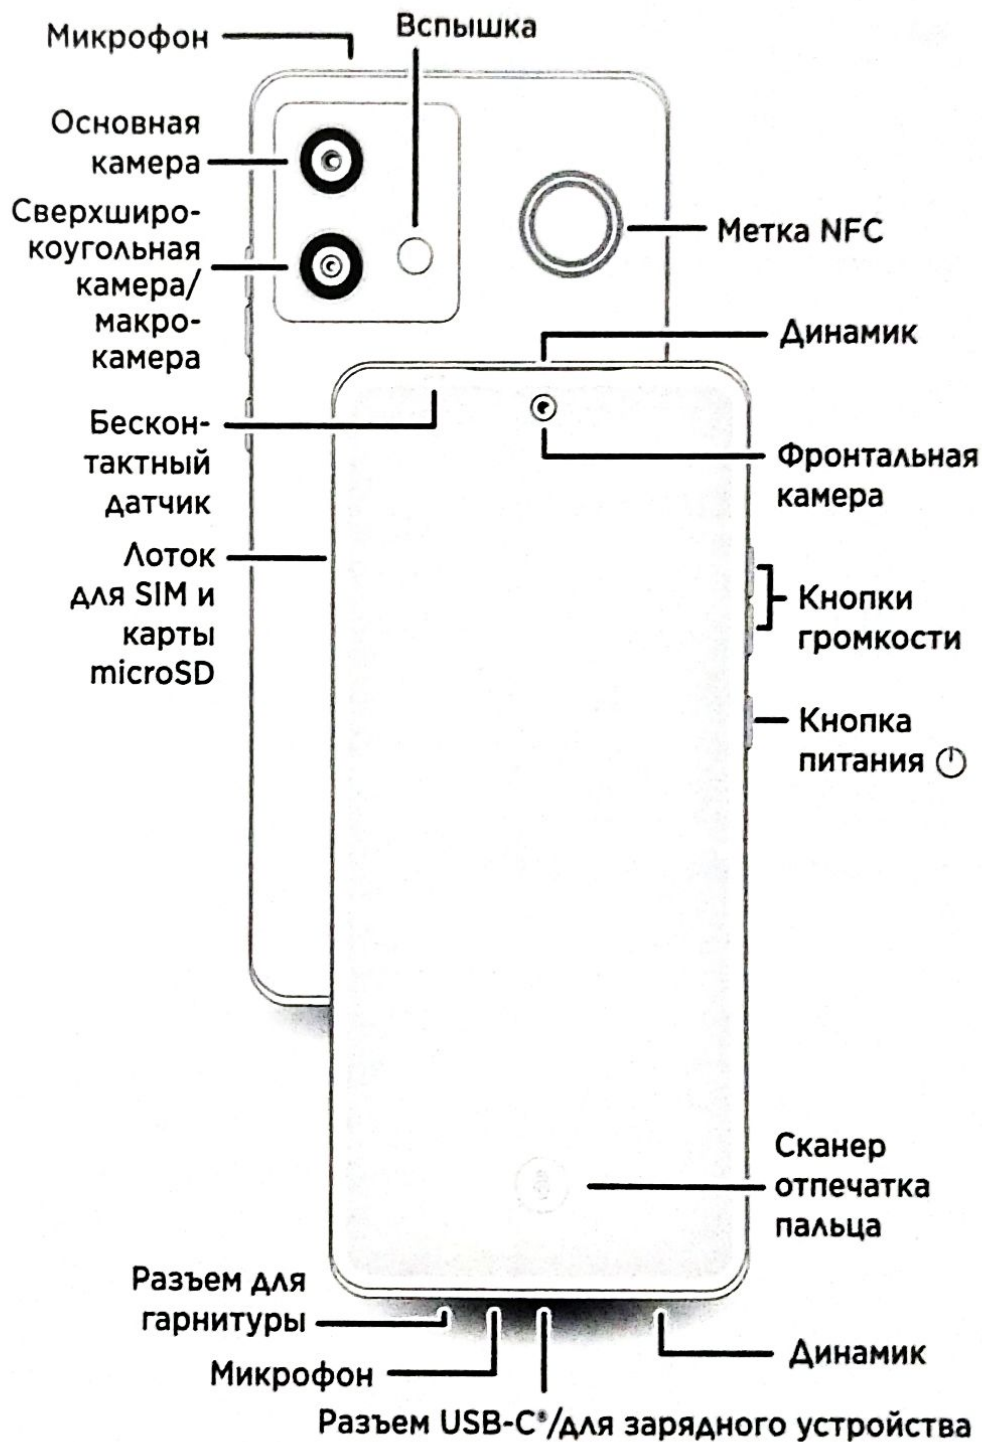 Микрофон
Вспышка
Основная
камера
Сверхширо-
коугольная
камера/
макро-
камера
Метка NFC
Динамик
Бескон-
тактный
датчик
Фронтальная
камера
Лоток
для SIM и
карты
microSD
Кнопки
громкости
Кнопка
питания
Сканер
отпечатка
пальца
Разъем для
гарнитуры
Микрофон
Динамик
Разъем USB-C®/для зарядного устройства